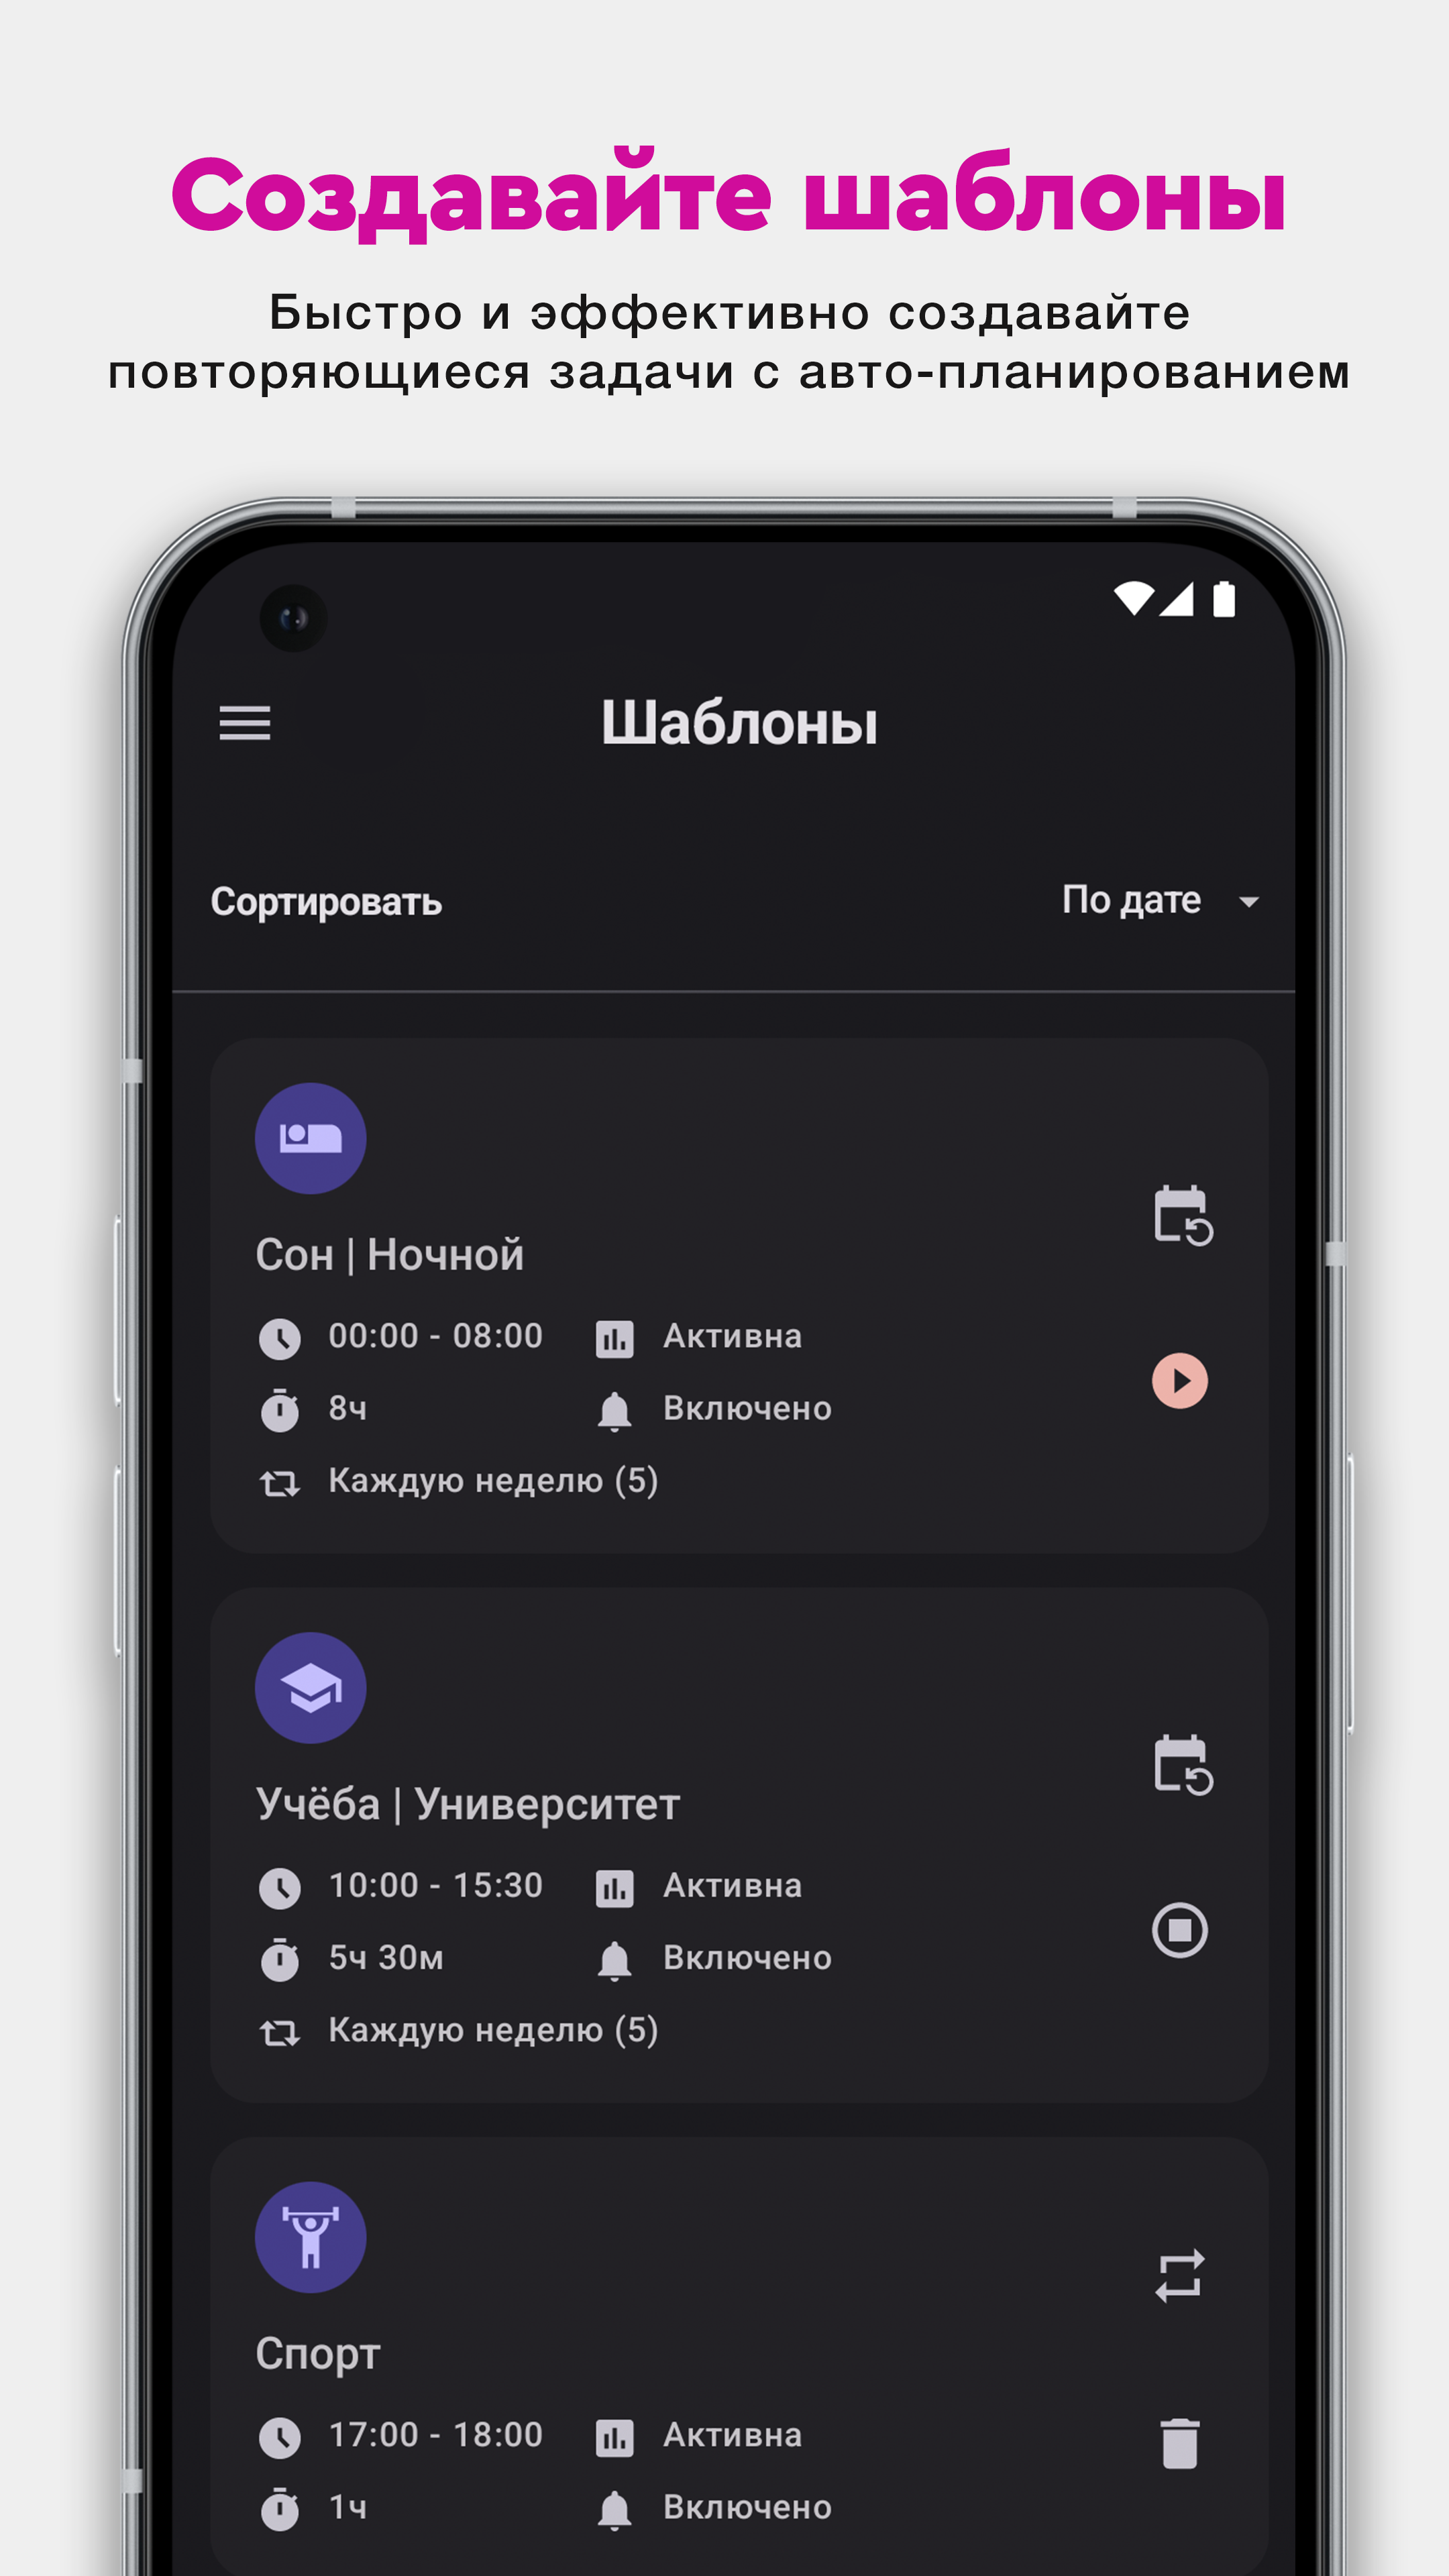 Создавайте шаблоны
Быстро и эффективно создавайте
повторяющиеся задачи с авто-планированием
Шаблоны
Сортировать
По дате
Сон | Ночной
00:00 - 08:00
Активна
8ч
Включено
Каждую неделю (5)
Учёба | Университет
10:00 - 15:30
Активна
5ч 30м
Включено
Каждую неделю (5)
Спорт
17:00 - 18:00
Активна
1ч
Включено